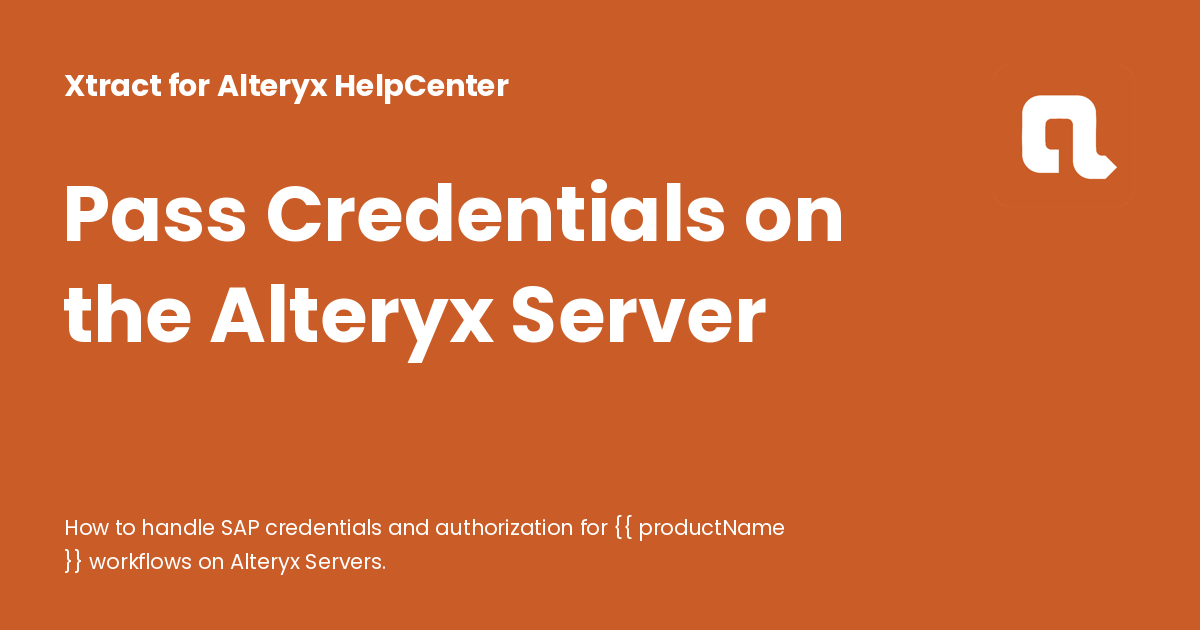 Xtract for Alteryx HelpCenter
Pass Credentials on
the Alteryx Server
How to handle SAP credentials and authorization for {{ productName
}} workflows on Alteryx Servers.